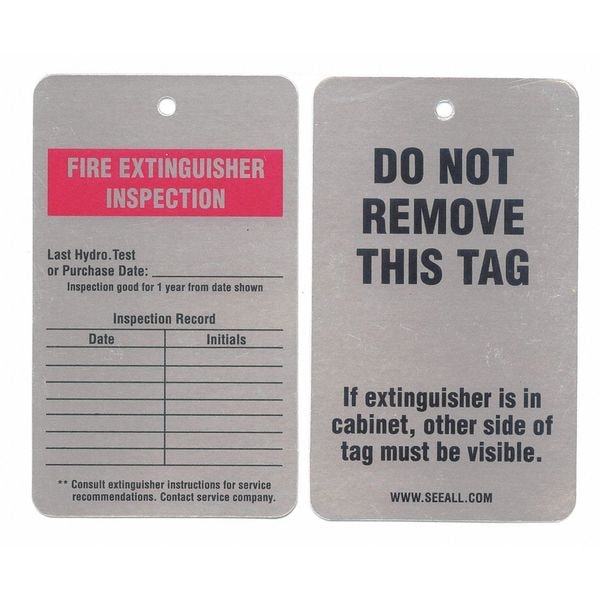 FIRE EXTINGUISHER
INSPECTION
Last Hydro.Test
or Purchase Date:
Inspection good for 1 year from date shown
Inspection Record
Date Initials
** Consult extinguisher instructions for service
recommendations. Contact service company.
DO NOT
REMOVE
THIS TAG
If extinguisher is in
cabinet, other side of
tag must be visible.
WWW.SEEALL.COM